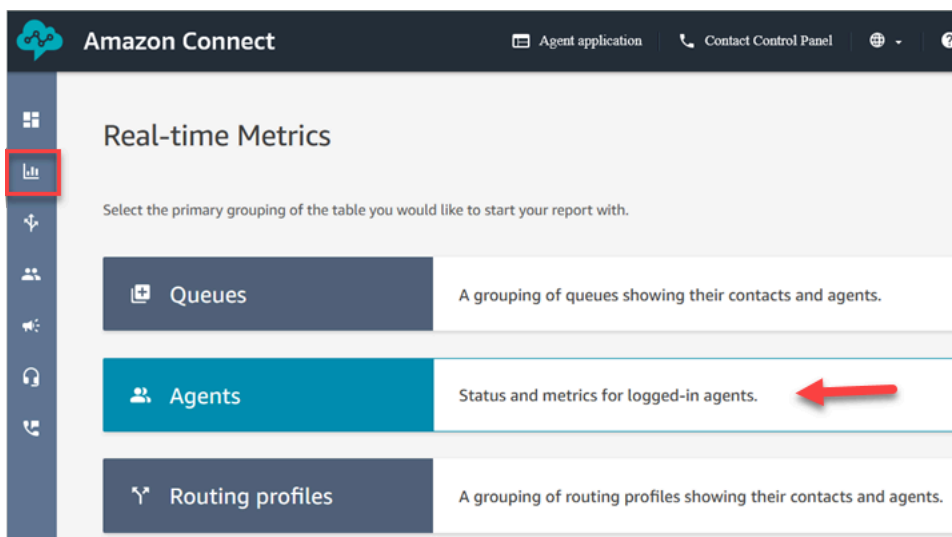 Amazon Connect
Agent application
Contact Control Panel
Real-time Metrics
Select the primary grouping of the table you would like to start your report with.
Queues
A grouping of queues showing their contacts and agents.
Agents
Status and metrics for logged-in agents.
Routing profiles
A grouping of routing profiles showing their contacts and agents.